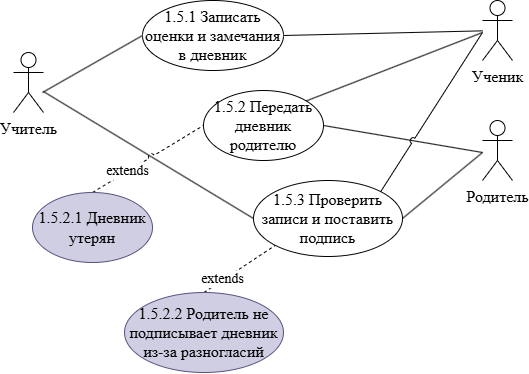 1.5.1 Записать
оценки и замечания
в дневник
Ученик
Учитель
1.5.2 Передать
дневник
родителю
Родитель
extends
1.5.3 Проверить
записи и поставить
подпись
1.5.2.1 Дневник
утерян
extends
1.5.2.2 Родитель не
подписывает дневник
из-за разногласий